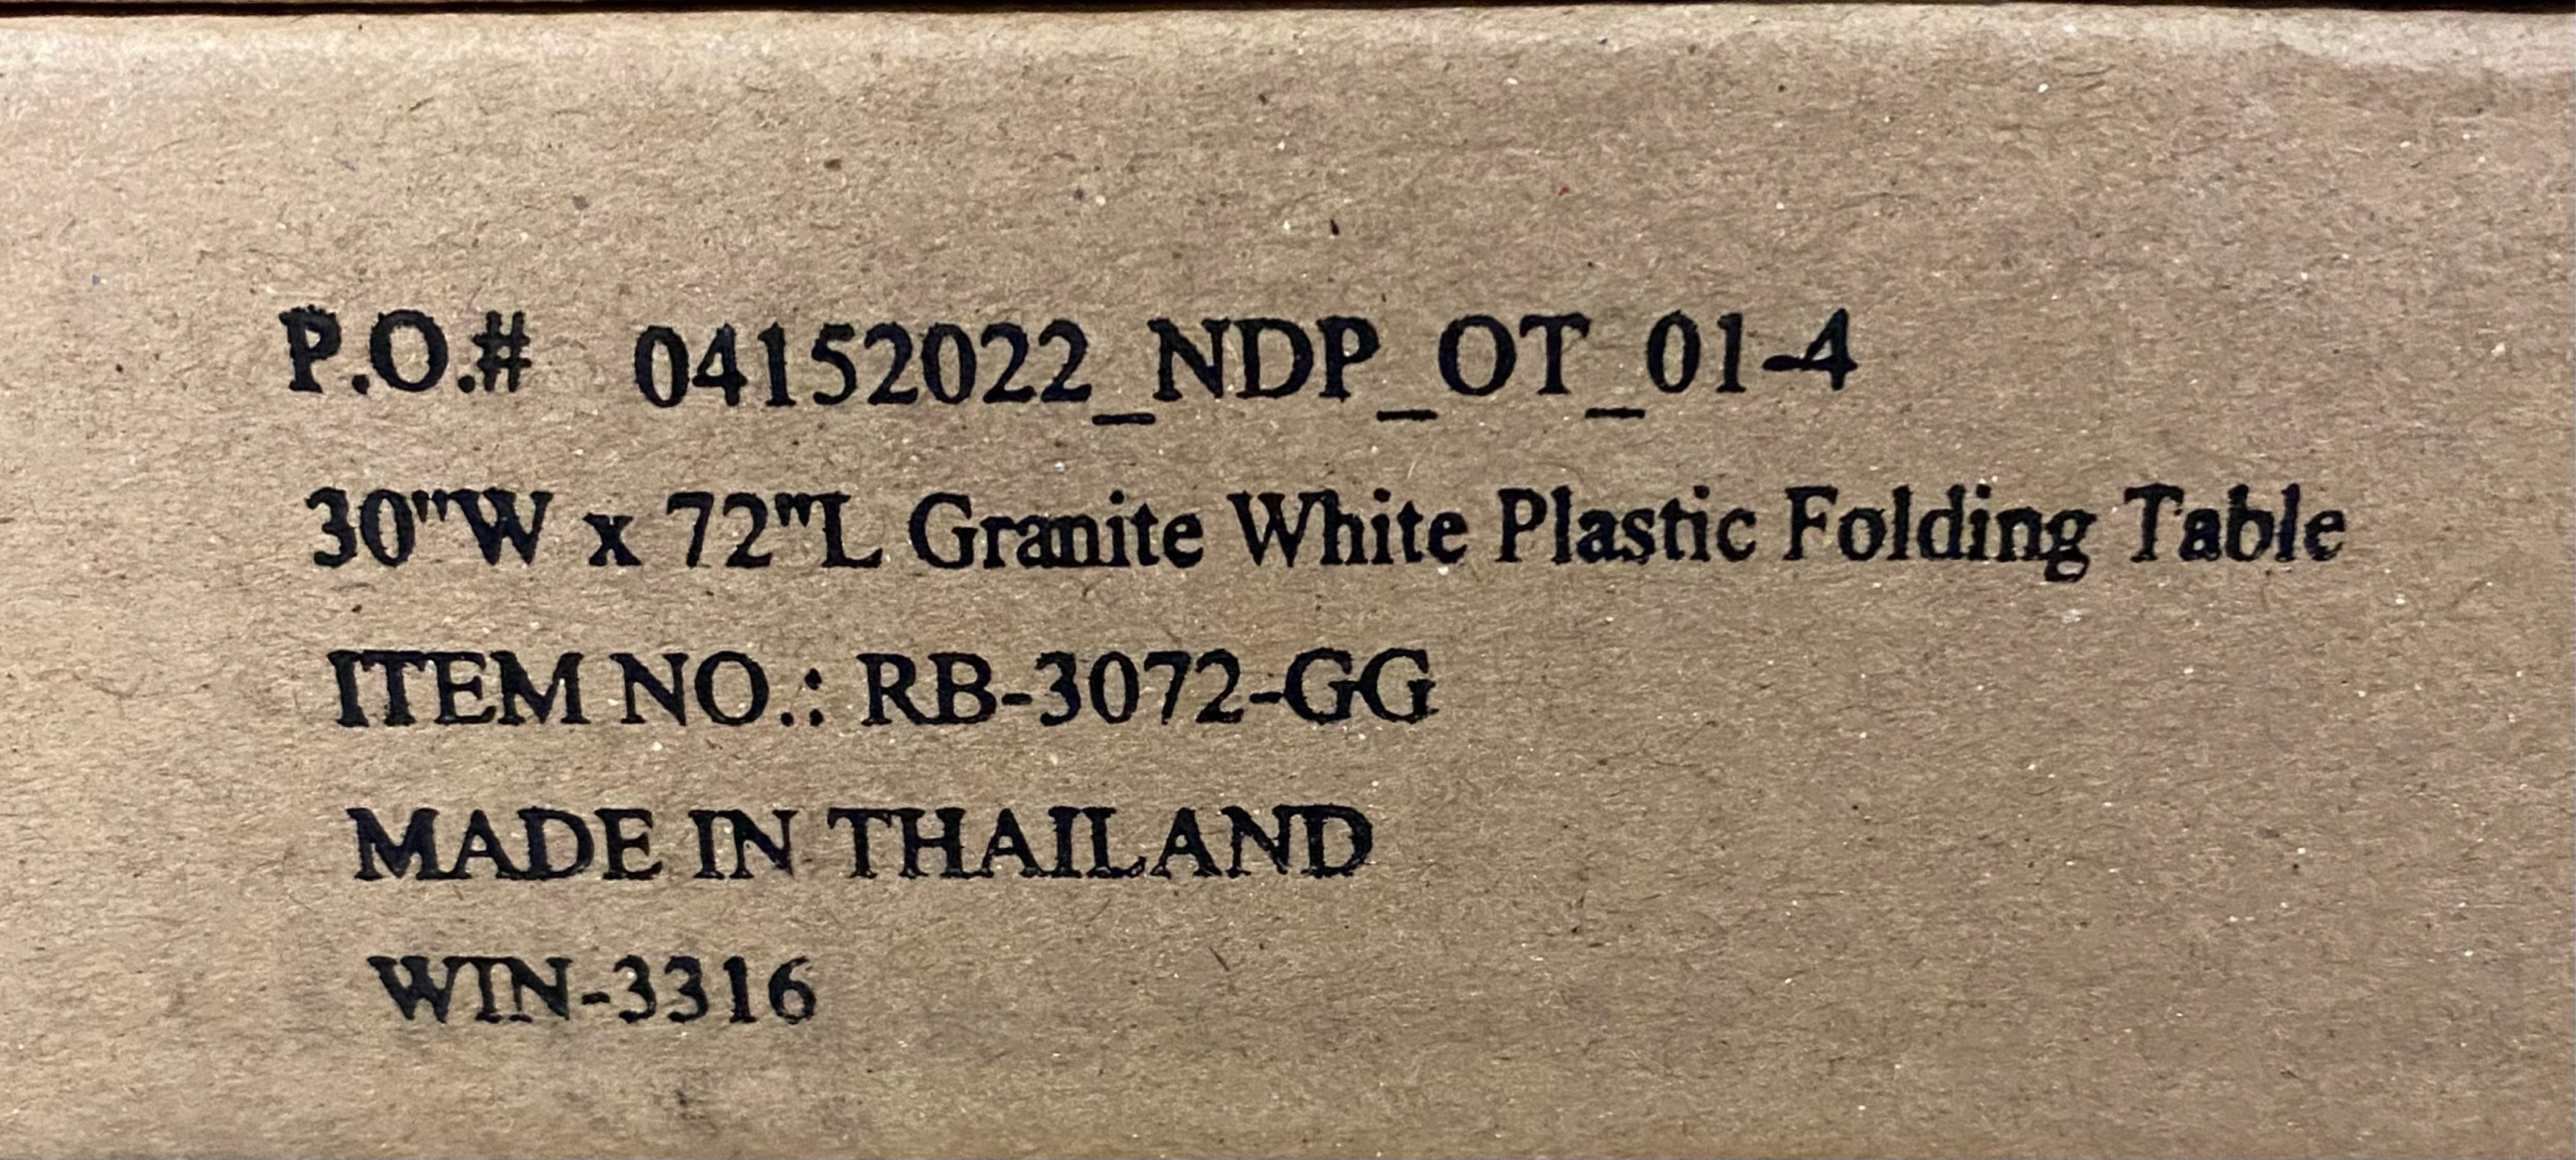 P.O.# 04152022_NDP_OT_01-4
30"W x 72"L Granite White Plastic Folding Table
ITEM NO.: RB-3072-GG
MADE IN THAILAND
WIN-3316